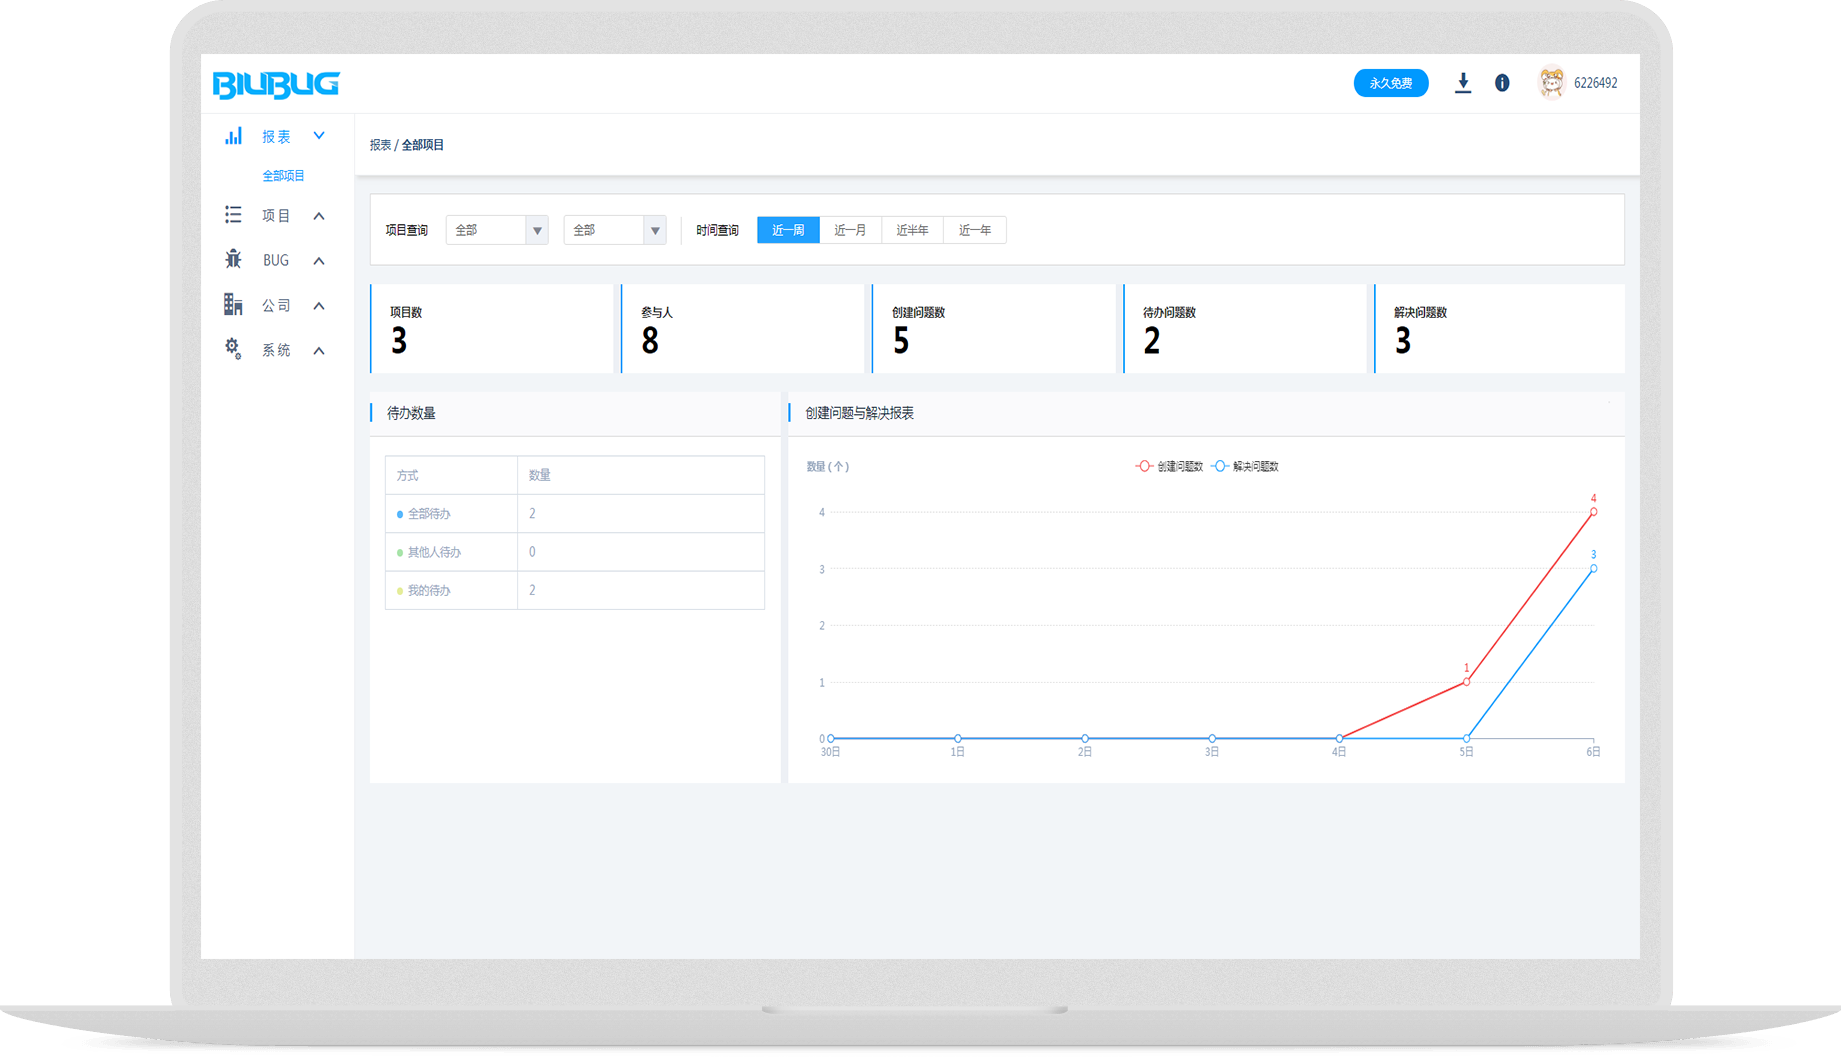 BIUBUG
永久免费
6226492
报表
全部项目
项目
BUG
公司
系统
报表 / 全部项目
项目查询 全部 全部 时间查询 近一周 近一月 近半年 近一年
项目数 参与人 创建问题数 待办问题数 解决问题数
3 8 5 2 3
待办数量
方式 数量
全部待办 2
其他人待办 0
我的待办 2
创建问题与解决报表
数量 ( 个 ) 创建问题数 解决问题数
4
4
3
3
2
1
1
0
30日 1日 2日 3日 4日 5日 6日